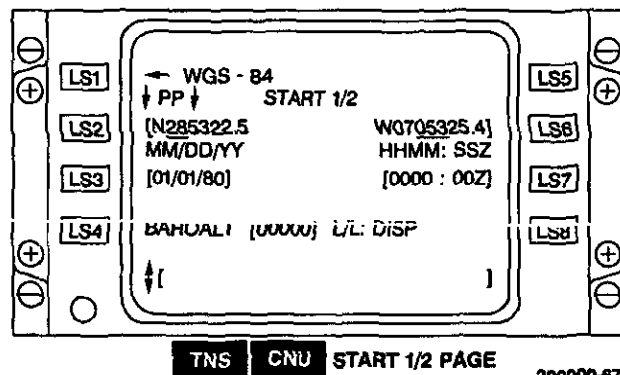 LS1 ← WGS - 84 LS5
↓ PP ↓ START 1/2
LS2 [N285322.5 W0705325.4] LS6
MM/DD/YY HHMM: SSZ
LS3 [01/01/80] [0000 : 00Z] LS7
LS4 BAROALT [00000] L/L: DISP LS8
↕[ ]
TNS CNU START 1/2 PAGE